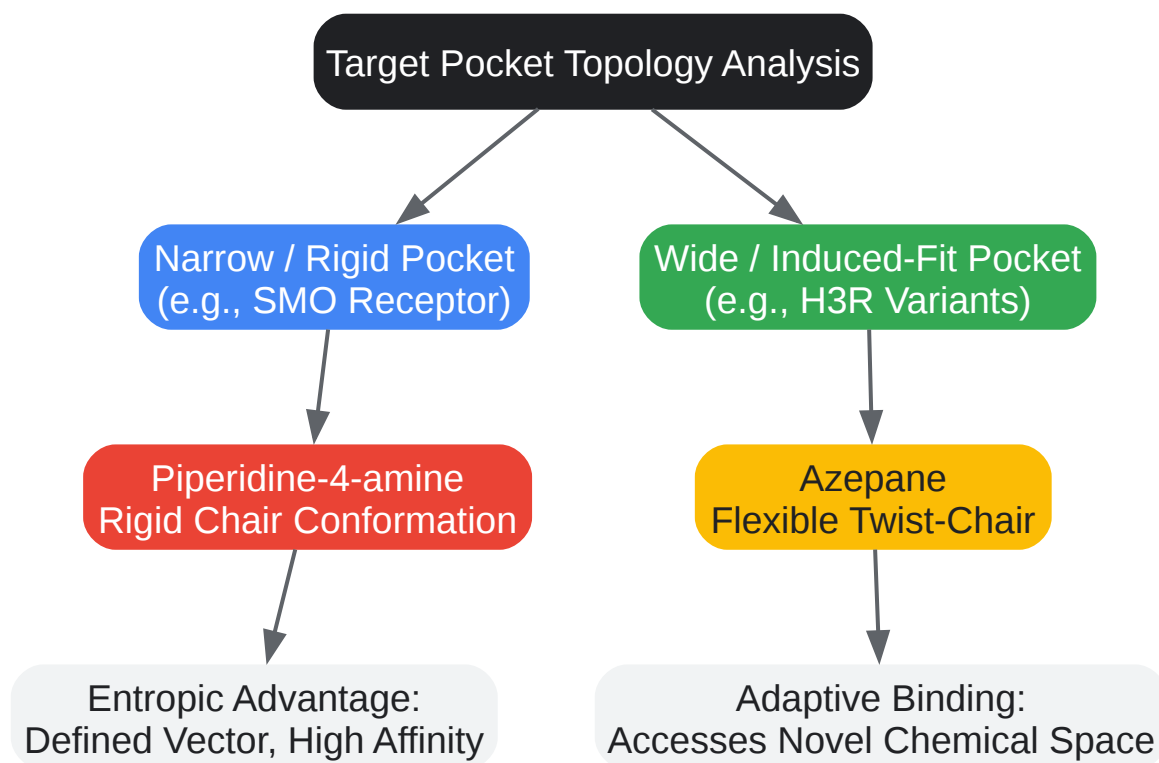 Target Pocket Topology Analysis
Narrow / Rigid Pocket
(e.g., SMO Receptor)
Wide / Induced-Fit Pocket
(e.g., H3R Variants)
Piperidine-4-amine
Rigid Chair Conformation
Azepane
Flexible Twist-Chair
Entropic Advantage:
Defined Vector, High Affinity
Adaptive Binding:
Accesses Novel Chemical Space